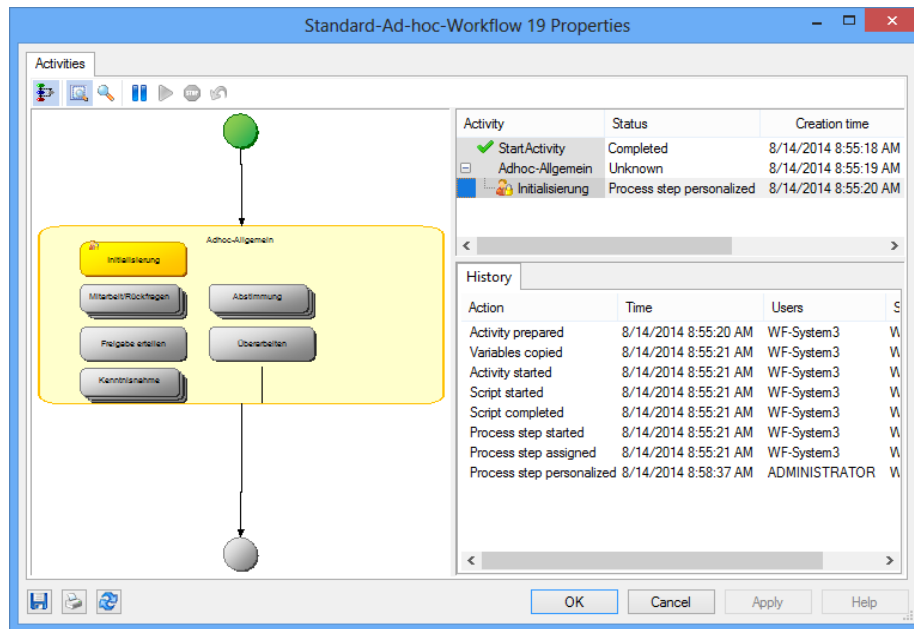 Standard-Ad-hoc-Workflow 19 Properties
Activities
Adhoc-Allgemein
Initialisierung
Mitarbeit/Rückfragen Abstimmung
Freigabe erteilen Überarbeiten
Kenntnisnahme
Activity Status Creation time
StartActivity Completed 8/14/2014 8:55:18 AM
Adhoc-Allgemein Unknown 8/14/2014 8:55:19 AM
Initialisierung Process step personalized 8/14/2014 8:55:20 AM
History
Action Time Users S
Activity prepared 8/14/2014 8:55:20 AM WF-System3 W
Variables copied 8/14/2014 8:55:21 AM WF-System3 W
Activity started 8/14/2014 8:55:21 AM WF-System3 W
Script started 8/14/2014 8:55:21 AM WF-System3 W
Script completed 8/14/2014 8:55:21 AM WF-System3 W
Process step started 8/14/2014 8:55:21 AM WF-System3 W
Process step assigned 8/14/2014 8:55:21 AM WF-System3 W
Process step personalized 8/14/2014 8:58:37 AM ADMINISTRATOR W
OK Cancel Apply Help